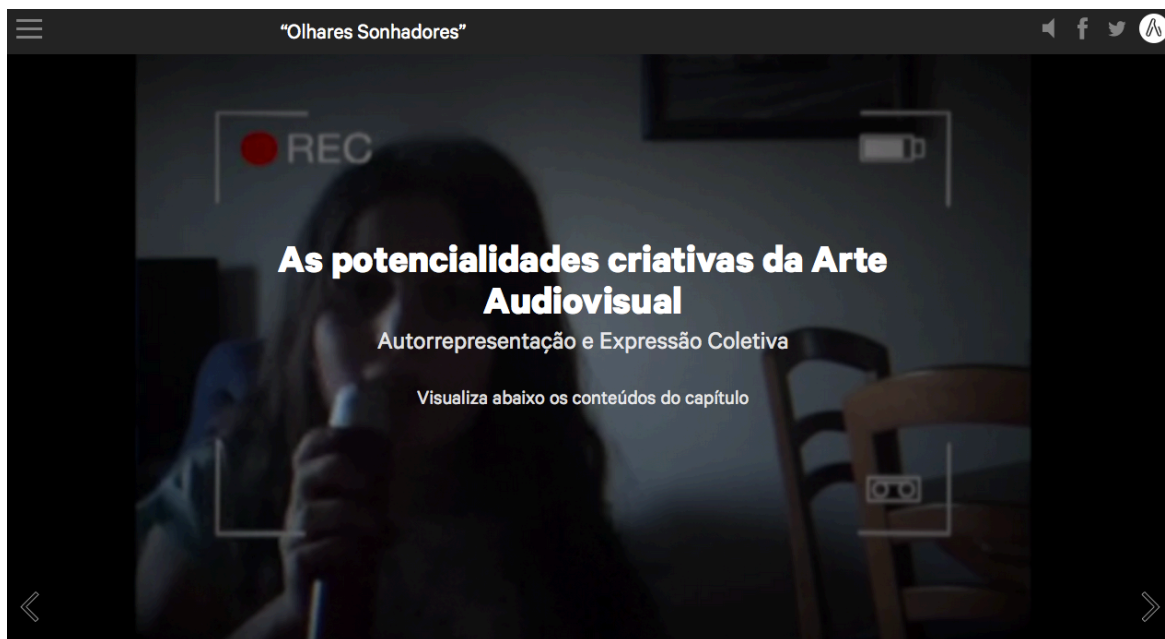 “Olhares Sonhadores”
REC
As potencialidades criativas da Arte
Audiovisual
Autorrepresentação e Expressão Coletiva
Visualiza abaixo os conteúdos do capítulo